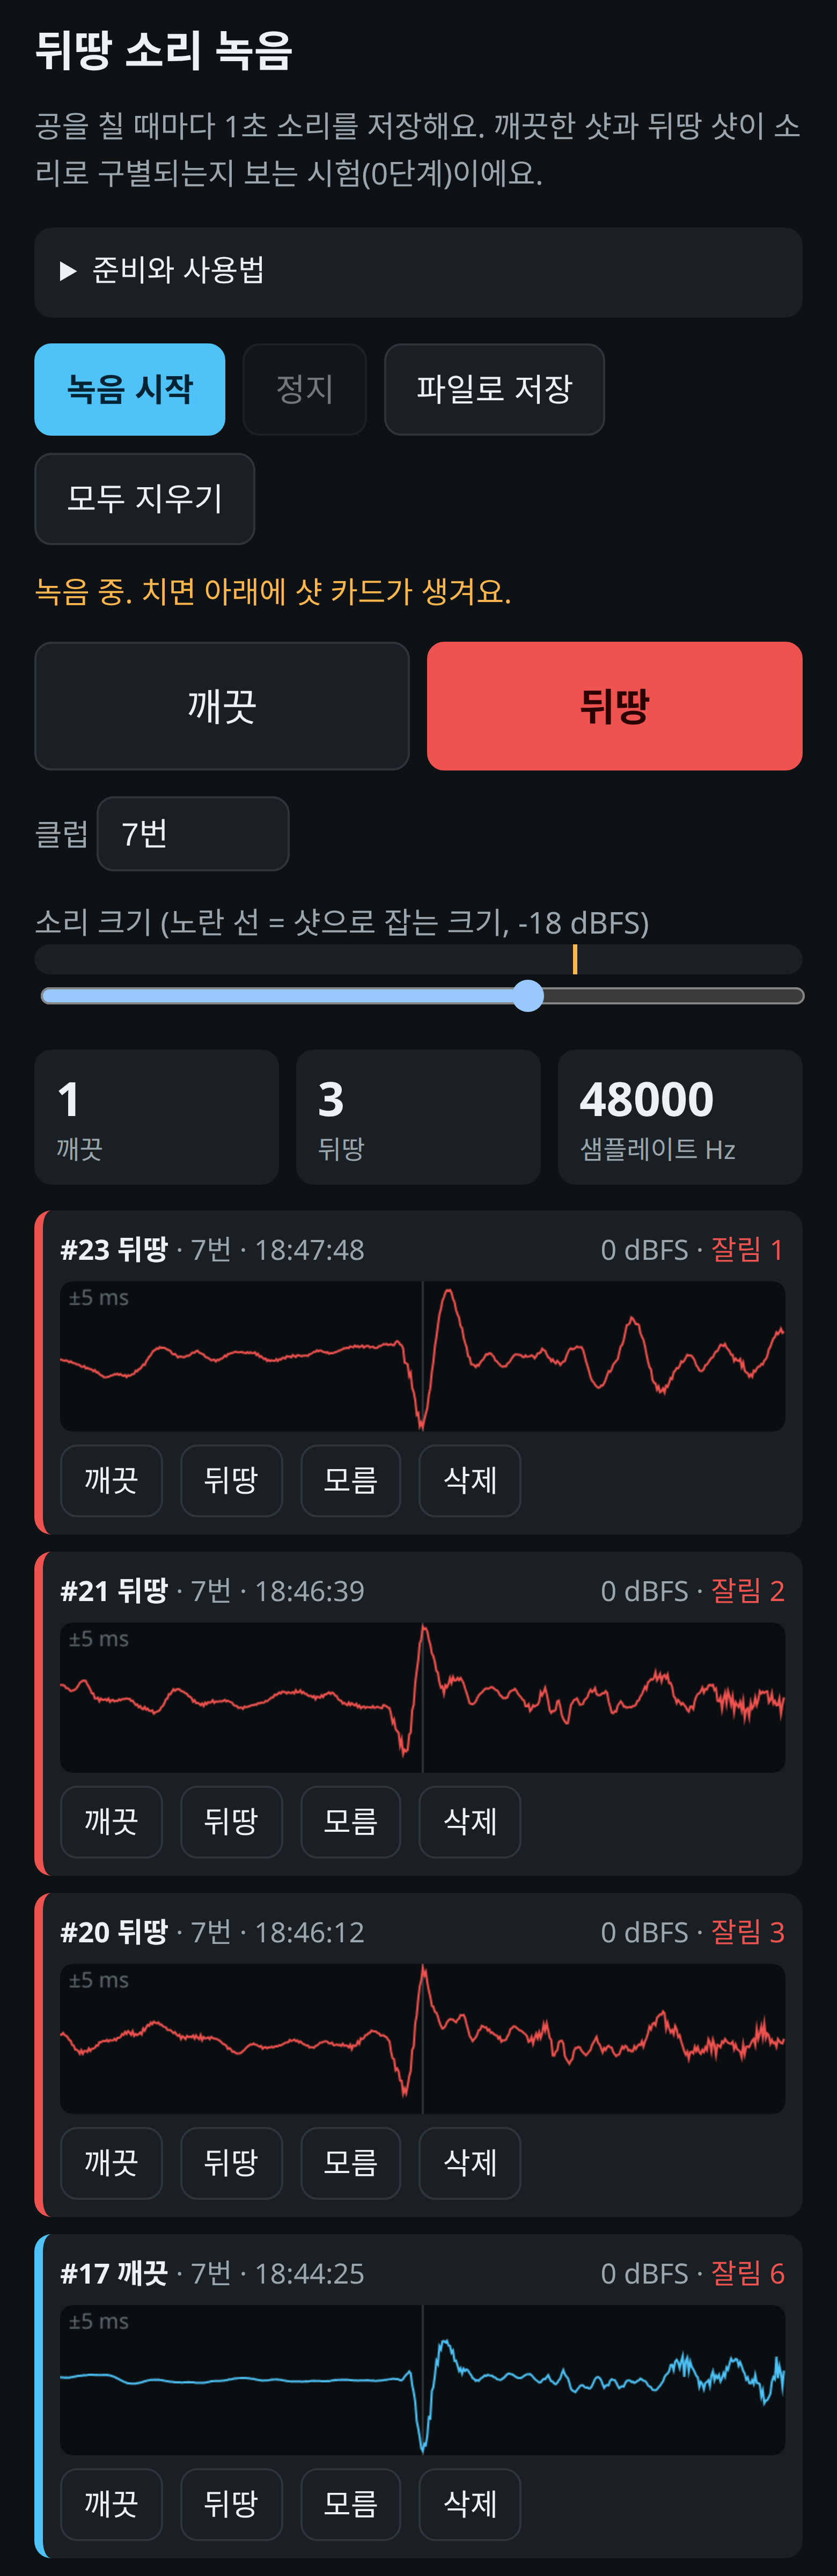 뒤땅 소리 녹음
공을 칠 때마다 1초 소리를 저장해요. 깨끗한 샷과 뒤땅 샷이 소
리로 구별되는지 보는 시험(0단계)이에요.
▶ 준비와 사용법
녹음 시작 정지 파일로 저장
모두 지우기
녹음 중. 치면 아래에 샷 카드가 생겨요.
깨끗 뒤땅
클럽 7번
소리 크기 (노란 선 = 샷으로 잡는 크기, -18 dBFS)
1 3 48000
깨끗 뒤땅 샘플레이트 Hz
#23 뒤땅 · 7번 · 18:47:48 0 dBFS · 잘림 1
±5 ms
깨끗 뒤땅 모름 삭제
#21 뒤땅 · 7번 · 18:46:39 0 dBFS · 잘림 2
±5 ms
깨끗 뒤땅 모름 삭제
#20 뒤땅 · 7번 · 18:46:12 0 dBFS · 잘림 3
±5 ms
깨끗 뒤땅 모름 삭제
#17 깨끗 · 7번 · 18:44:25 0 dBFS · 잘림 6
±5 ms
깨끗 뒤땅 모름 삭제